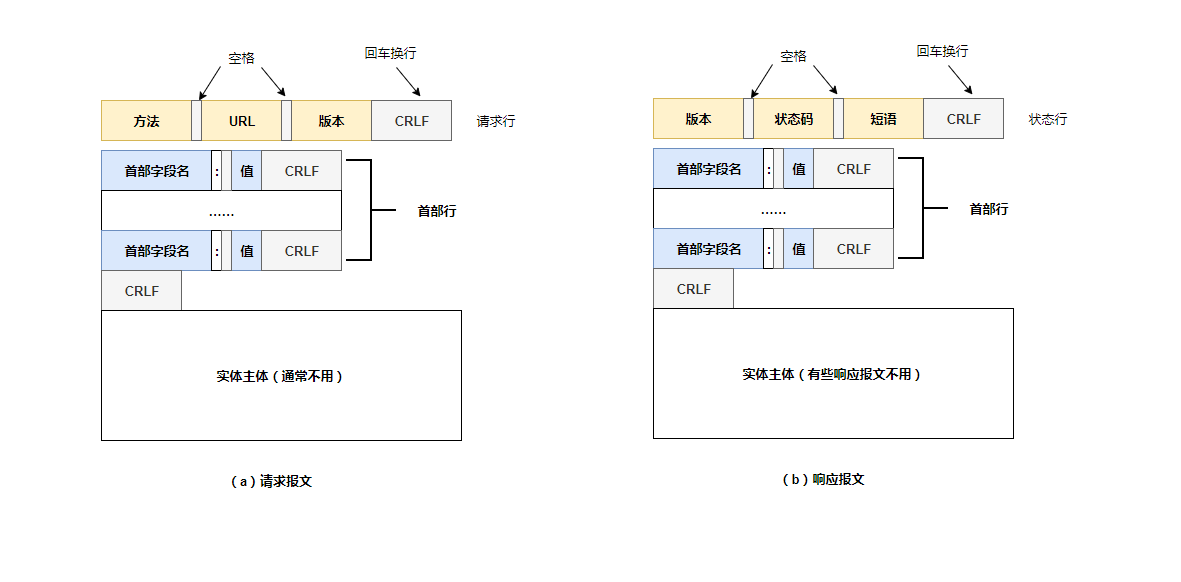 空格
回车换行
方法 URL 版本 CRLF 请求行
首部字段名 : 值 CRLF
······
首部行
首部字段名 : 值 CRLF
CRLF
实体主体（通常不用）
（a）请求报文
空格
回车换行
版本 状态码 短语 CRLF 状态行
首部字段名 : 值 CRLF
······
首部行
首部字段名 : 值 CRLF
CRLF
实体主体（有些响应报文不用）
（b）响应报文